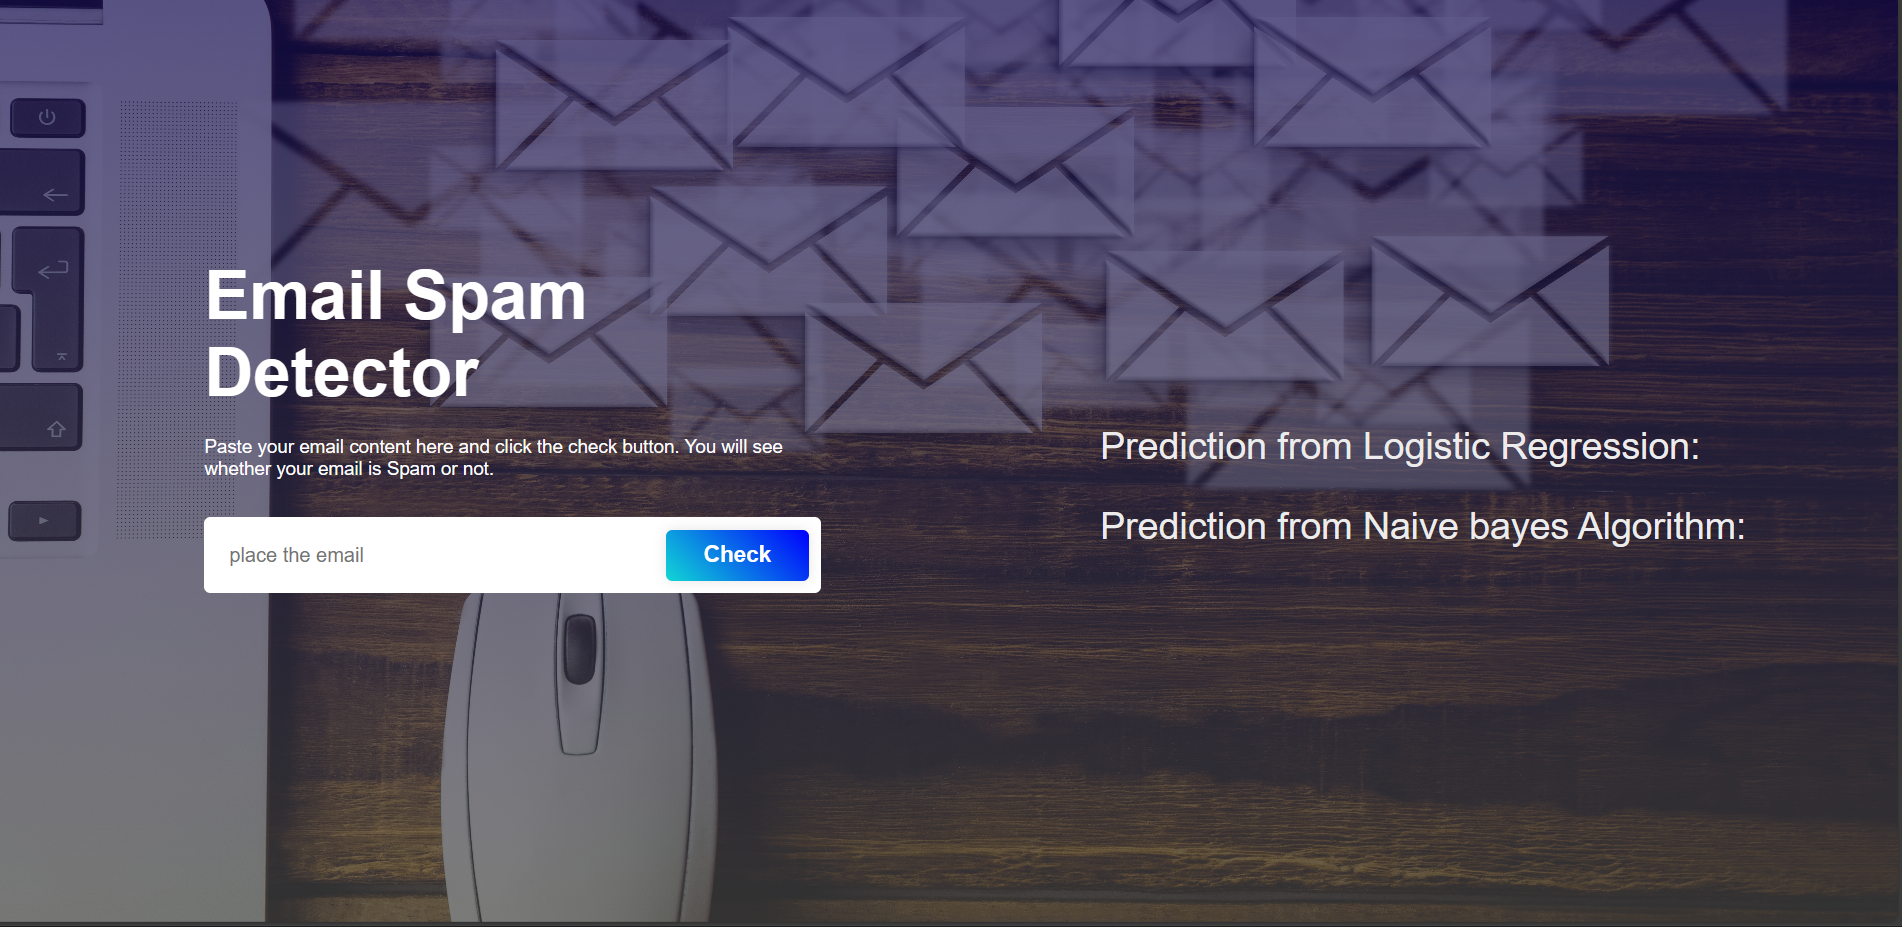 Email Spam
Detector
Paste your email content here and click the check button. You will see
whether your email is Spam or not.
place the email
Check
Prediction from Logistic Regression:
Prediction from Naive bayes Algorithm: